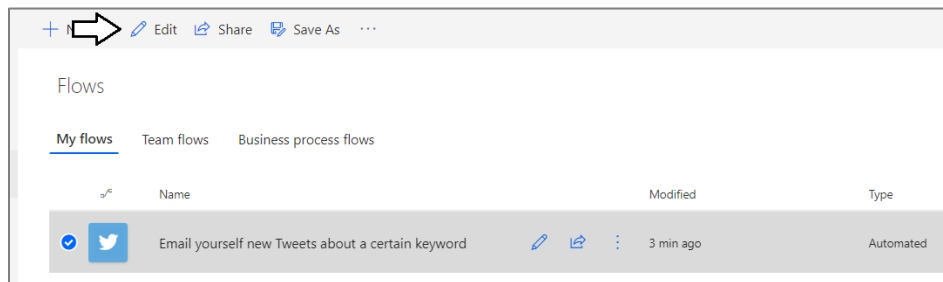 Edit Share Save As ...
Flows
My flows Team flows Business process flows
Name Modified Type
Email yourself new Tweets about a certain keyword 3 min ago Automated